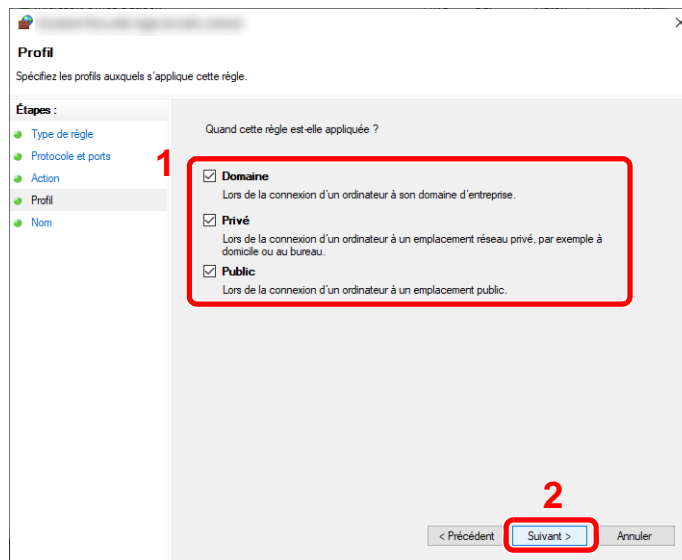 Profil
Spécifiez les profils auxquels s'applique cette règle.
Étapes :
Type de règle
Protocole et ports
Action
Profil
Nom
Quand cette règle est-elle appliquée ?
1
Domaine
Lors de la connexion d'un ordinateur à son domaine d'entreprise.
Privé
Lors de la connexion d'un ordinateur à un emplacement réseau privé, par exemple à
domicile ou au bureau.
Public
Lors de la connexion d'un ordinateur à un emplacement public.
2
< Précédent
Suivant >
Annuler